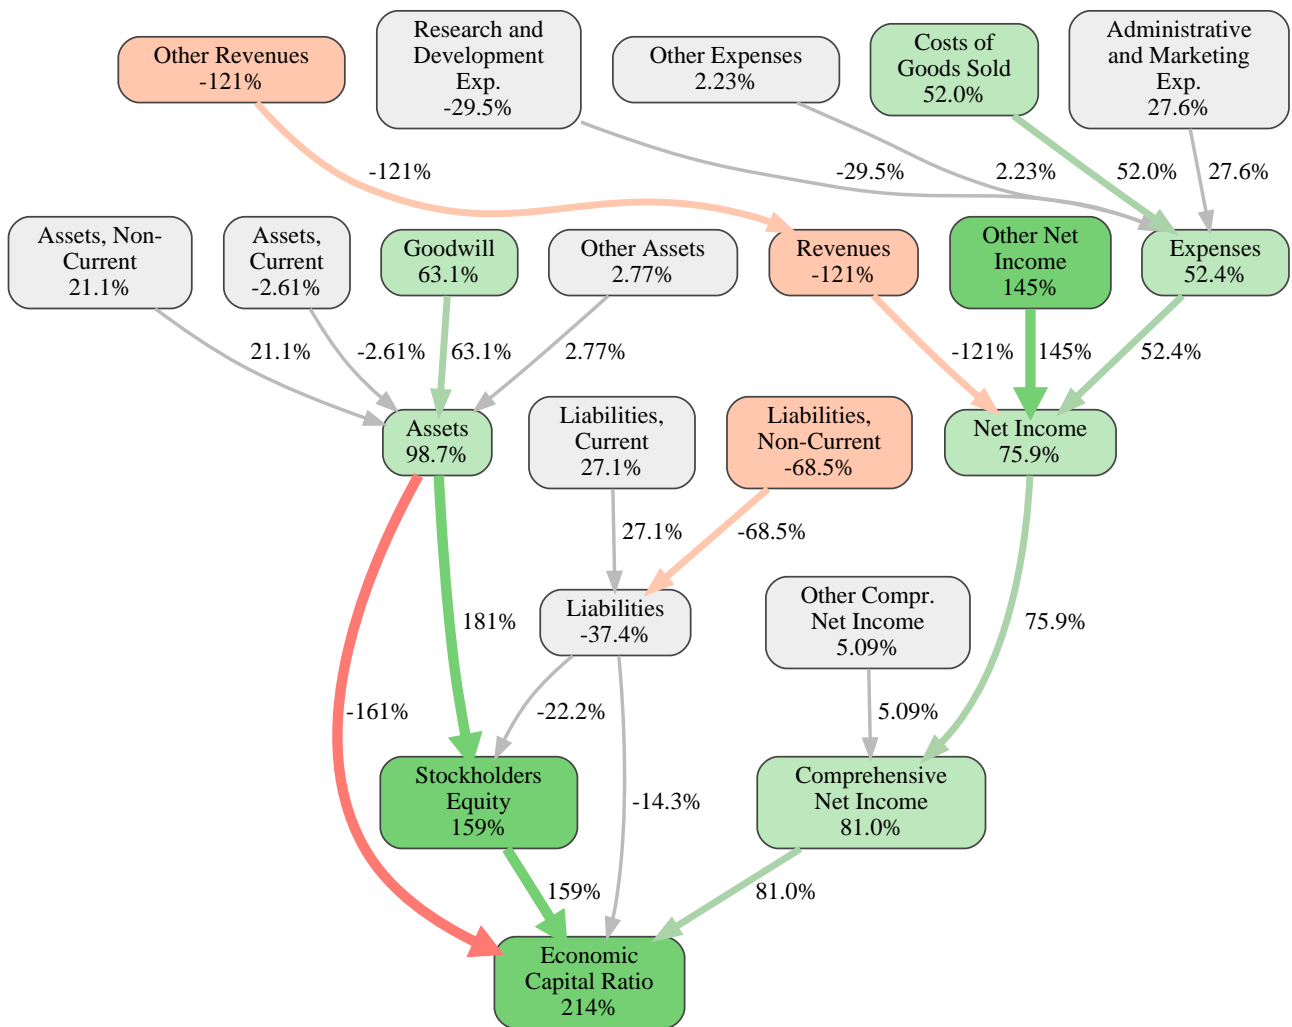 Other Revenues
-121%
Research and
Development
Exp.
-29.5%
Other Expenses
2.23%
Costs of
Goods Sold
52.0%
Administrative
and Marketing
Exp.
27.6%
-121%
-29.5%
2.23%
52.0%
27.6%
Assets, Non-
Current
21.1%
Assets,
Current
-2.61%
Goodwill
63.1%
Other Assets
2.77%
Revenues
-121%
Other Net
Income
145%
Expenses
52.4%
21.1%
-2.61%
63.1%
2.77%
-121%
145%
52.4%
Assets
98.7%
Liabilities,
Current
27.1%
Liabilities,
Non-Current
-68.5%
Net Income
75.9%
27.1%
-68.5%
Liabilities
-37.4%
Other Compr.
Net Income
5.09%
181%
75.9%
-161%
-22.2%
5.09%
Stockholders
Equity
159%
-14.3%
Comprehensive
Net Income
81.0%
159%
81.0%
Economic
Capital Ratio
214%